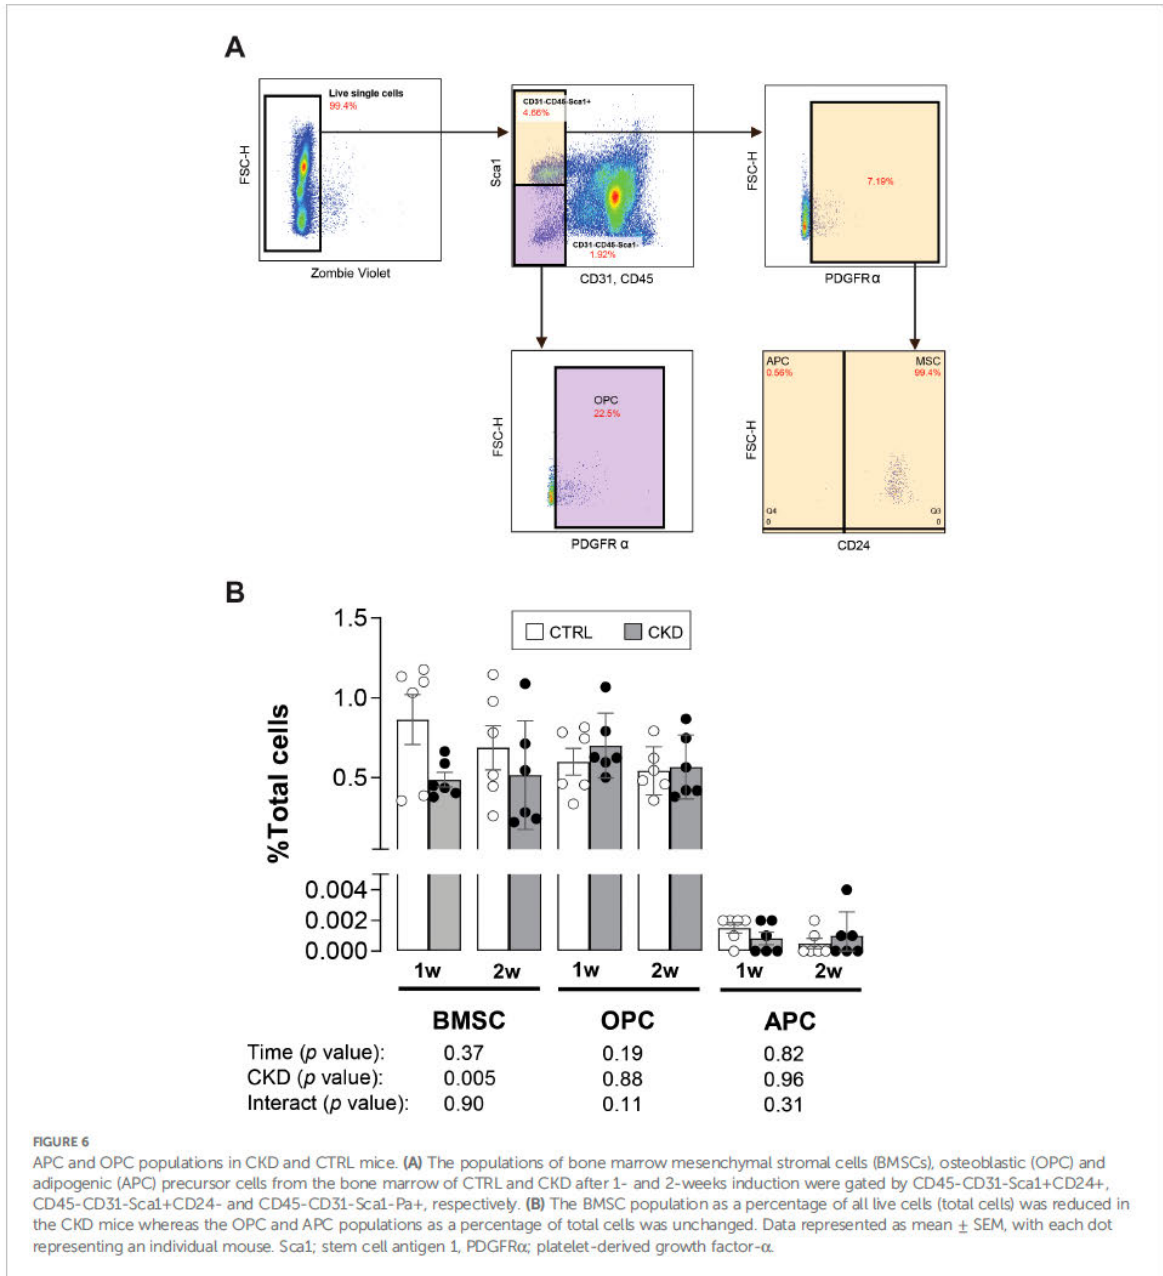 A
Live single cells
99.4%
FSC-H
Zombie Violet
CD31-CD45-Sca1+
4.66%
Sca1
CD31-CD45-Sca1-
1.92%
CD31, CD45
FSC-H
7.19%
PDGFR α
FSC-H
OPC
22.5%
PDGFR α
FSC-H
APC
0.56%
MSC
99.4%
Q4
0
Q3
0
CD24
B
CTRL
CKD
%Total cells
1.5
1.0
0.5
0.004
0.002
0.000
1w 2w 1w 2w 1w 2w
BMSC OPC APC
Time (p value): 0.37 0.19 0.82
CKD (p value): 0.005 0.88 0.96
Interact (p value): 0.90 0.11 0.31
FIGURE 6
APC and OPC populations in CKD and CTRL mice. (A) The populations of bone marrow mesenchymal stromal cells (BMSCs), osteoblastic (OPC) and
adipogenic (APC) precursor cells from the bone marrow of CTRL and CKD after 1- and 2-weeks induction were gated by CD45-CD31-Sca1+CD24+,
CD45-CD31-Sca1+CD24- and CD45-CD31-Sca1-Pa+, respectively. (B) The BMSC population as a percentage of all live cells (total cells) was reduced in
the CKD mice whereas the OPC and APC populations as a percentage of total cells was unchanged. Data represented as mean ± SEM, with each dot
representing an individual mouse. Sca1; stem cell antigen 1, PDGFRα; platelet-derived growth factor-α.